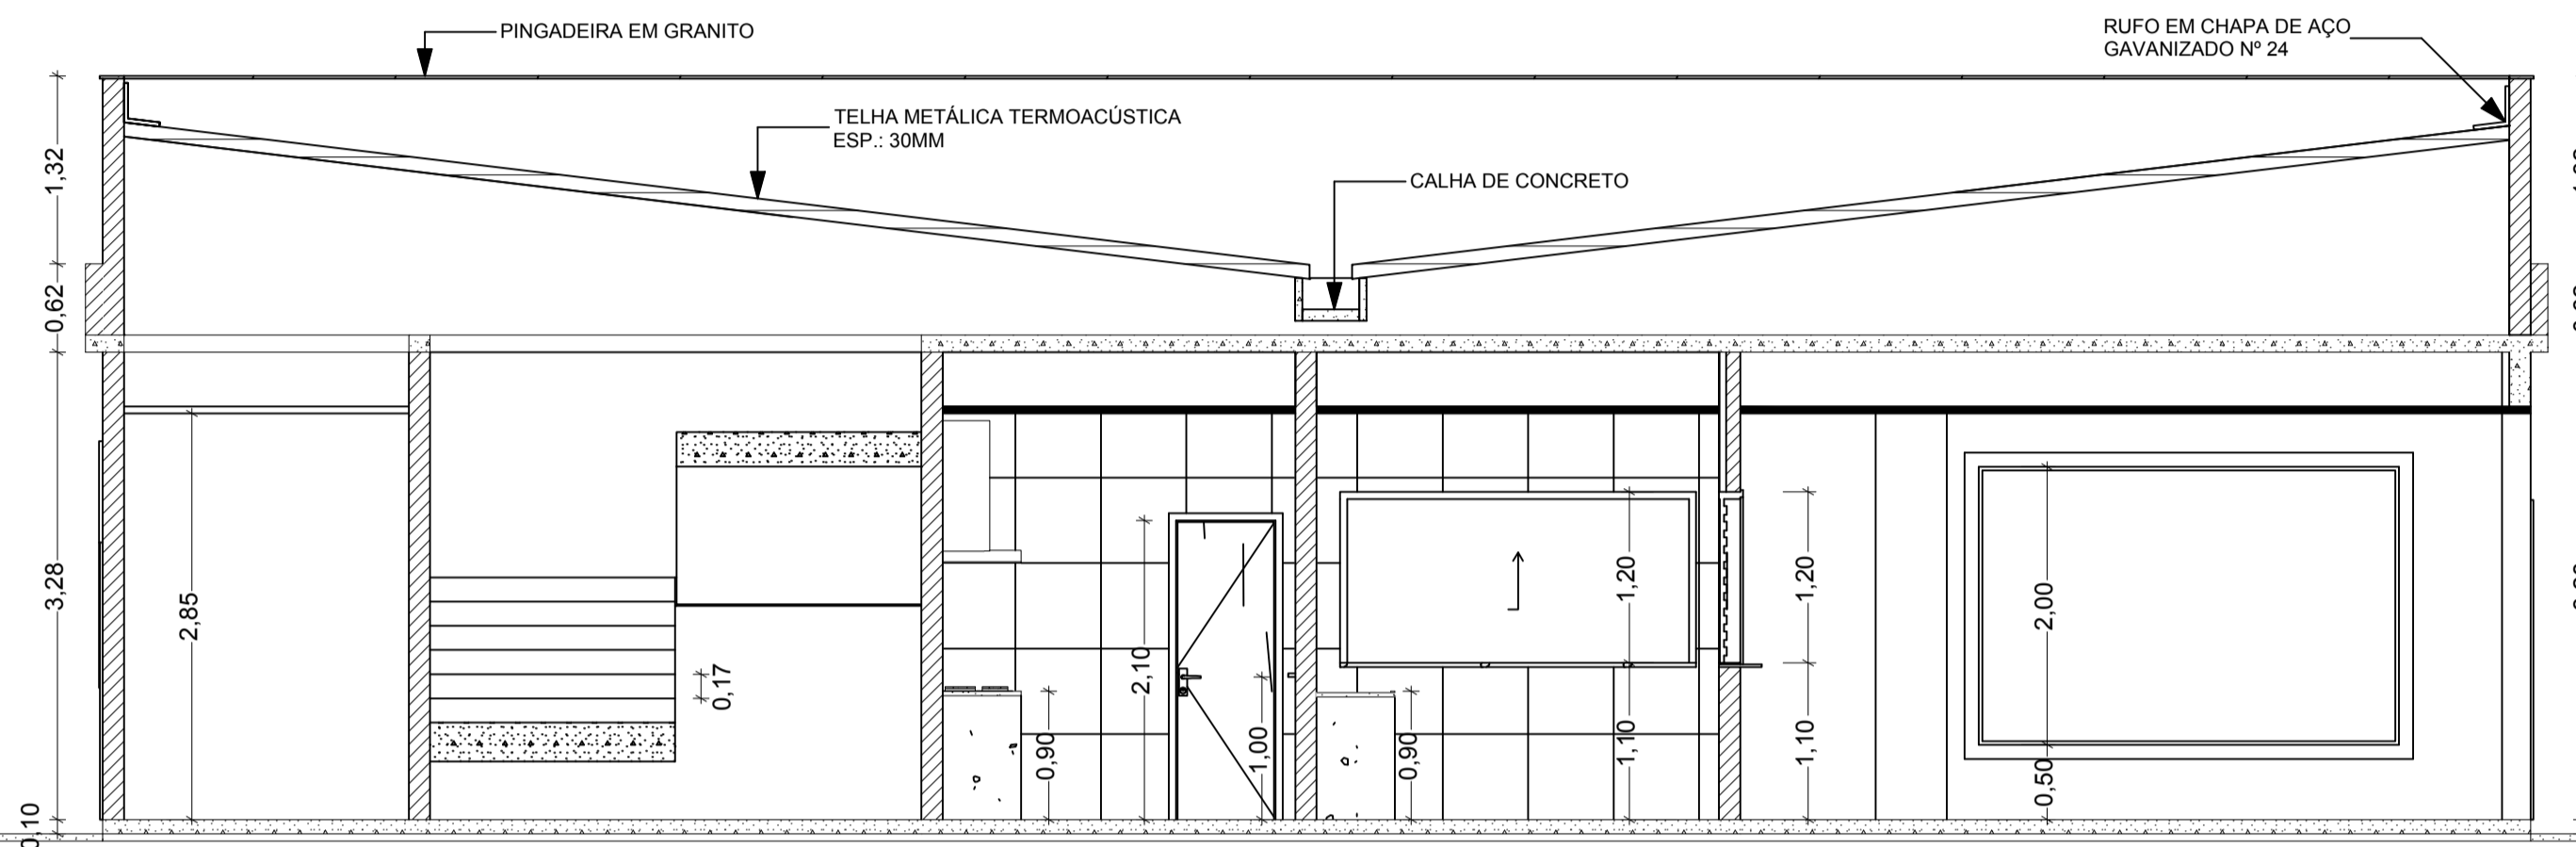 PINGADEIRA EM GRANITO
RUFO EM CHAPA DE AÇO
GAVANIZADO Nº 24
TELHA METÁLICA TERMOACÚSTICA
ESP.: 30MM
CALHA DE CONCRETO
1,32
0,62
3,28
0,10
2,85
0,17
0,90
2,10
1,00
0,90
1,20
1,10
1,20
1,10
2,00
0,50